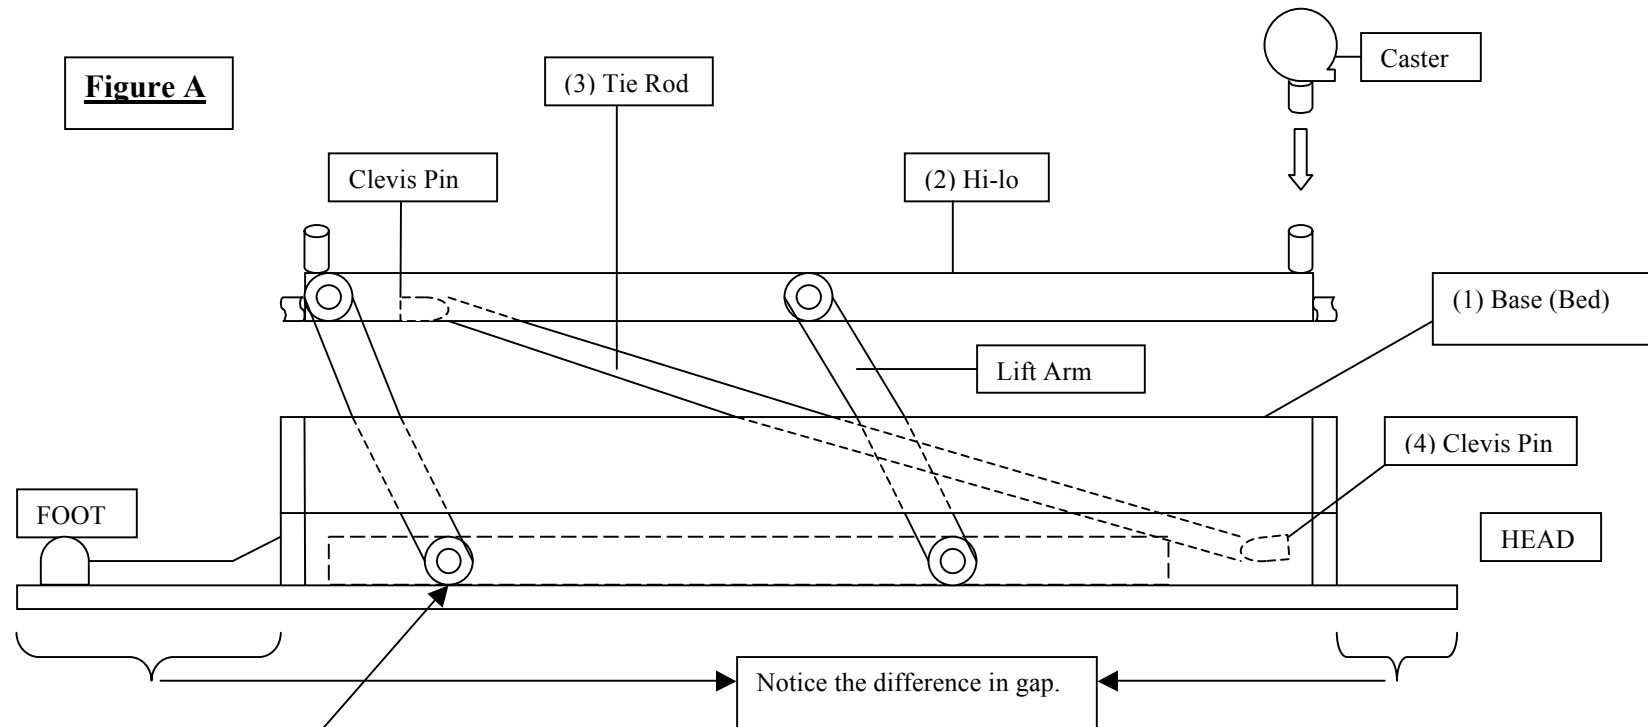 Caster
Figure A
(3) Tie Rod
Clevis Pin
(2) Hi-lo
(1) Base (Bed)
Lift Arm
(4) Clevis Pin
FOOT
HEAD
Notice the difference in gap.